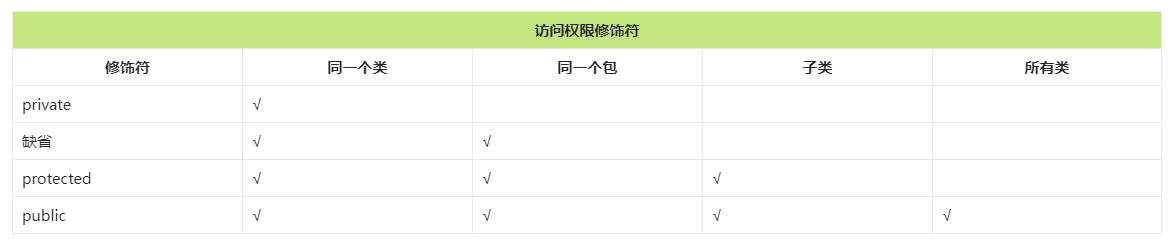 访问权限修饰符
修饰符 同一个类 同一个包 子类 所有类
private √
缺省 √ √
protected √ √ √
public √ √ √ √